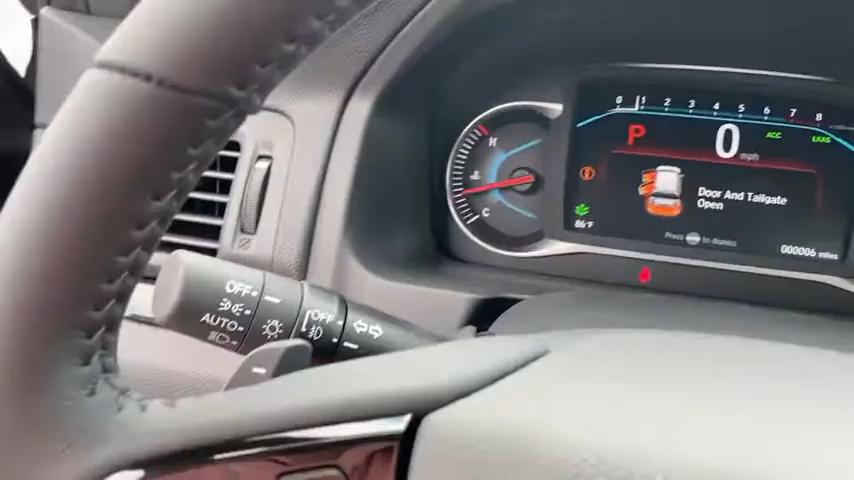 0 1 2 3 4 5 6 7 8
P
0
mph
ACC
LKAS
H
C
Door And Tailgate
Open
86°F
Press
to dismiss
000006 miles
OFF
AUTO
OFF